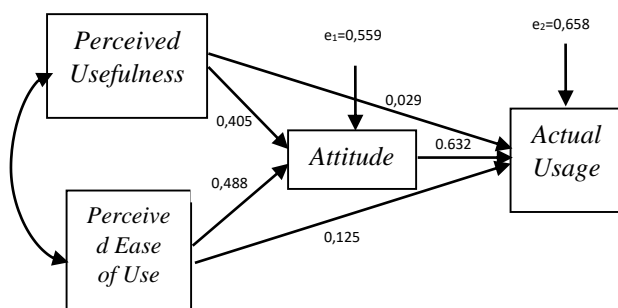 Perceived
Usefulness
e₁=0,559
e₂=0,658
0,029
0,405
Attitude
0.632
Actual
Usage
0,488
Perceive
d Ease
of Use
0,125